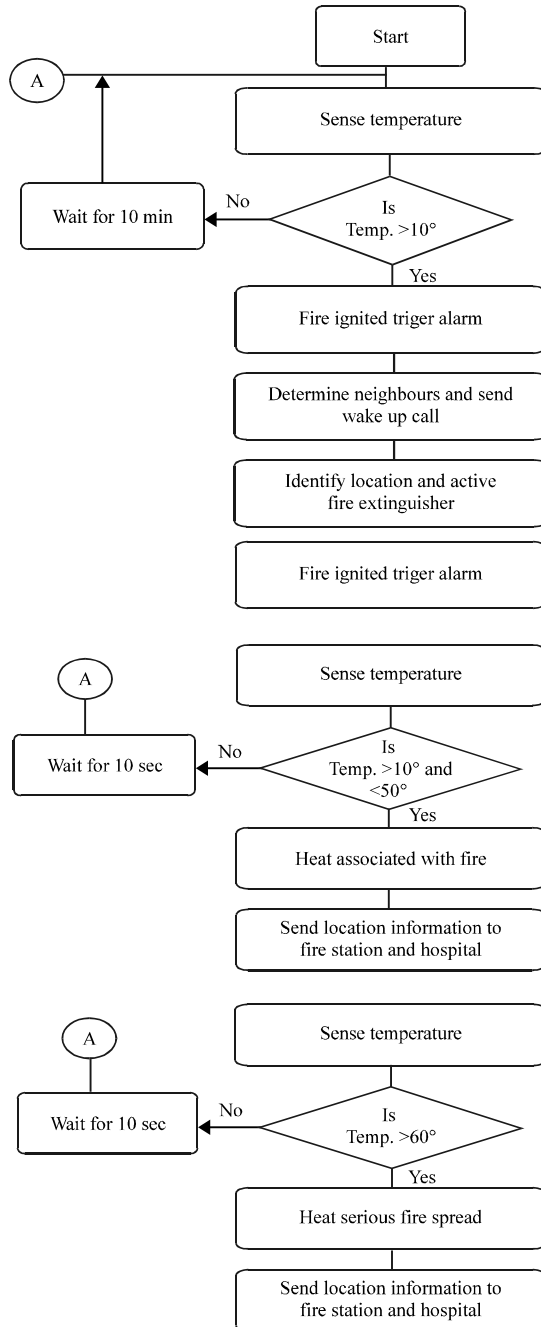 Start
A
Sense temperature
Wait for 10 min
No
Is
Temp. >10°
Yes
Fire ignited triger alarm
Determine neighbours and send
wake up call
Identify location and active
fire extinguisher
Fire ignited triger alarm
A
Sense temperature
Wait for 10 sec
No
Is
Temp. >10° and
<50°
Yes
Heat associated with fire
Send location information to
fire station and hospital
A
Sense temperature
Wait for 10 sec
No
Is
Temp. >60°
Yes
Heat serious fire spread
Send location information to
fire station and hospital